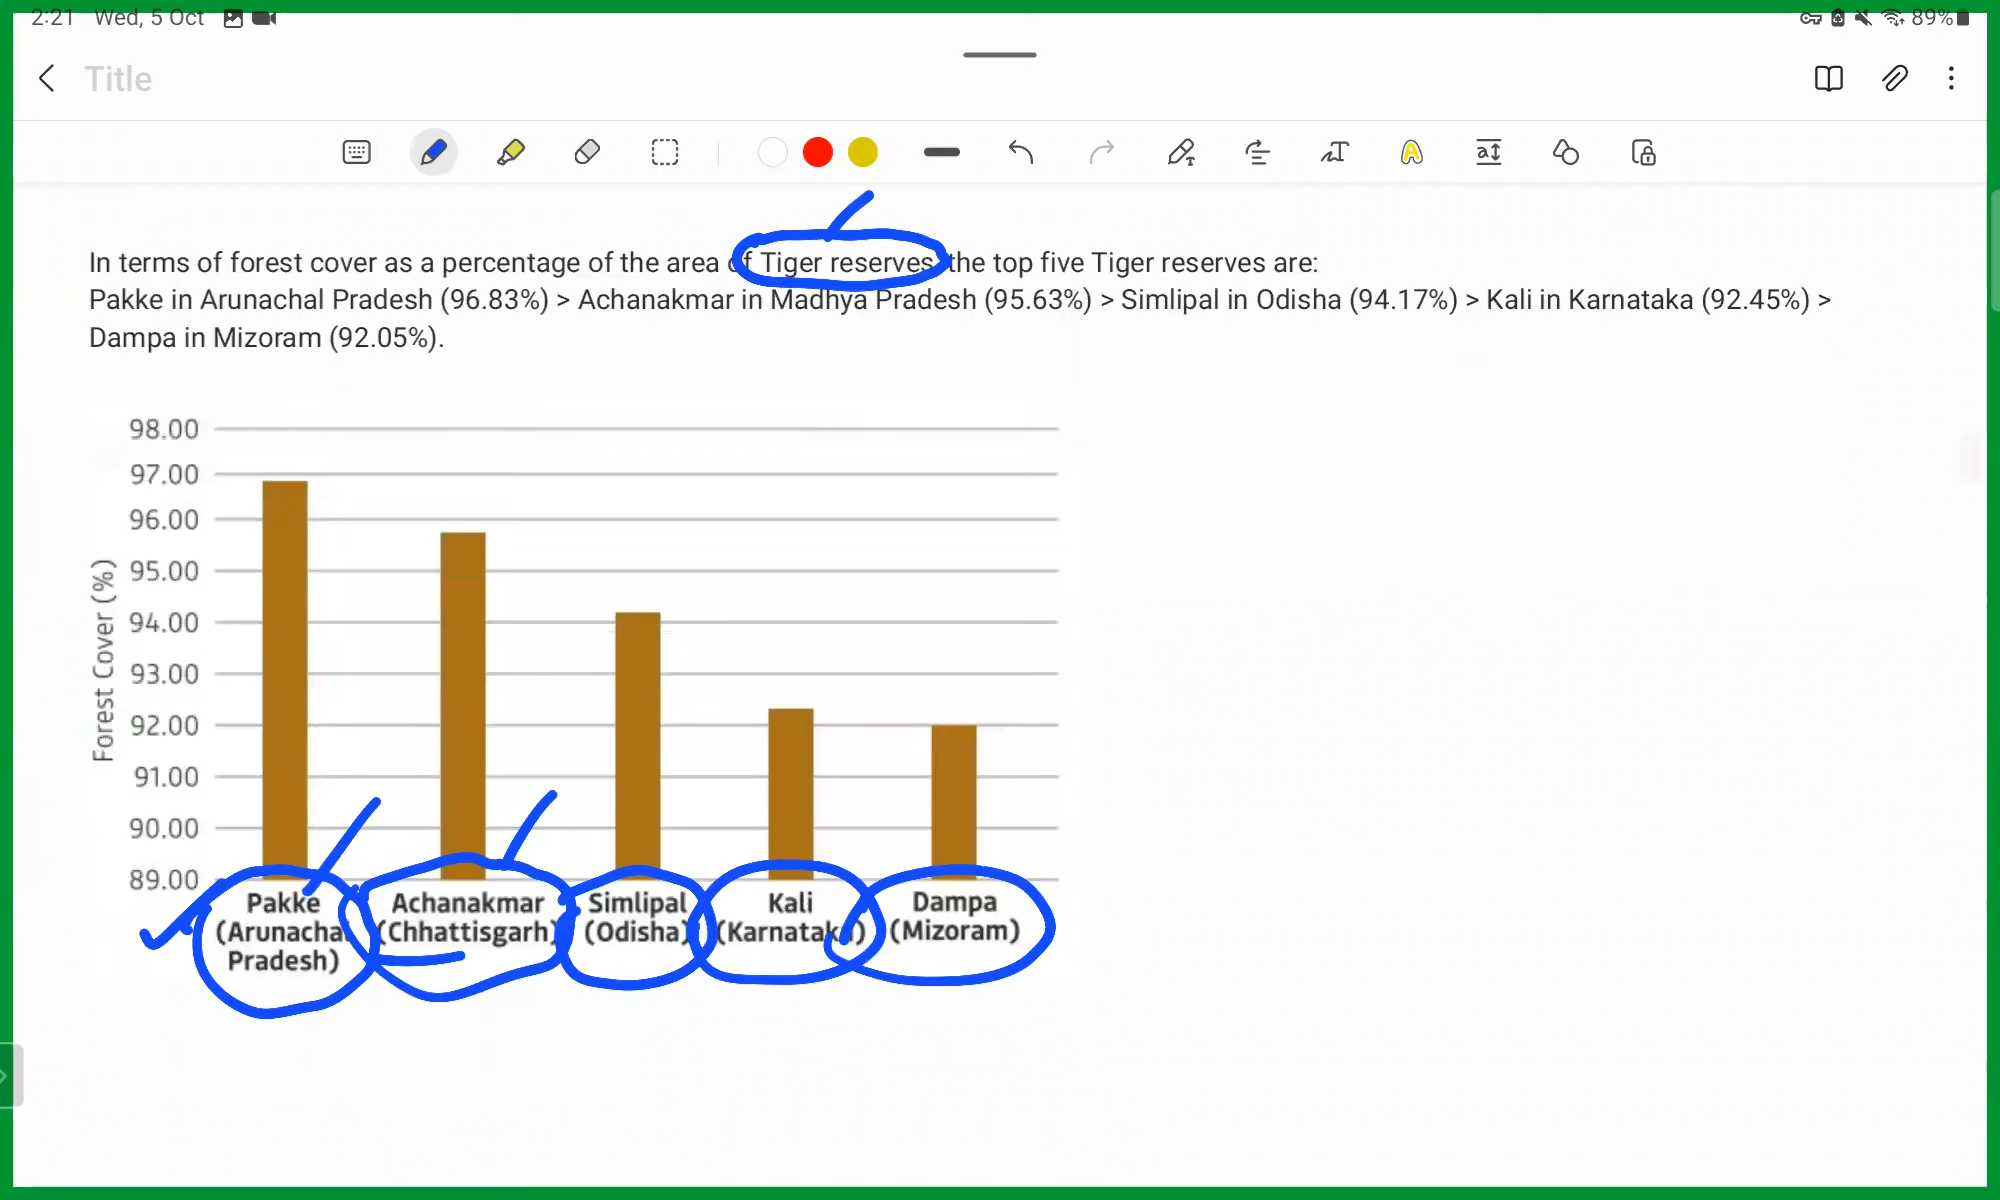 2:21 Wed, 5 Oct 89%
Title
In terms of forest cover as a percentage of the area of Tiger reserves, the top five Tiger reserves are:
Pakke in Arunachal Pradesh (96.83%) > Achanakmar in Madhya Pradesh (95.63%) > Simlipal in Odisha (94.17%) > Kali in Karnataka (92.45%) >
Dampa in Mizoram (92.05%).
Forest Cover (%)
98.00
97.00
96.00
95.00
94.00
93.00
92.00
91.00
90.00
89.00
Pakke
(Arunachal
Pradesh)
Achanakmar
(Chhattisgarh)
Simlipal
(Odisha)
Kali
(Karnataka)
Dampa
(Mizoram)